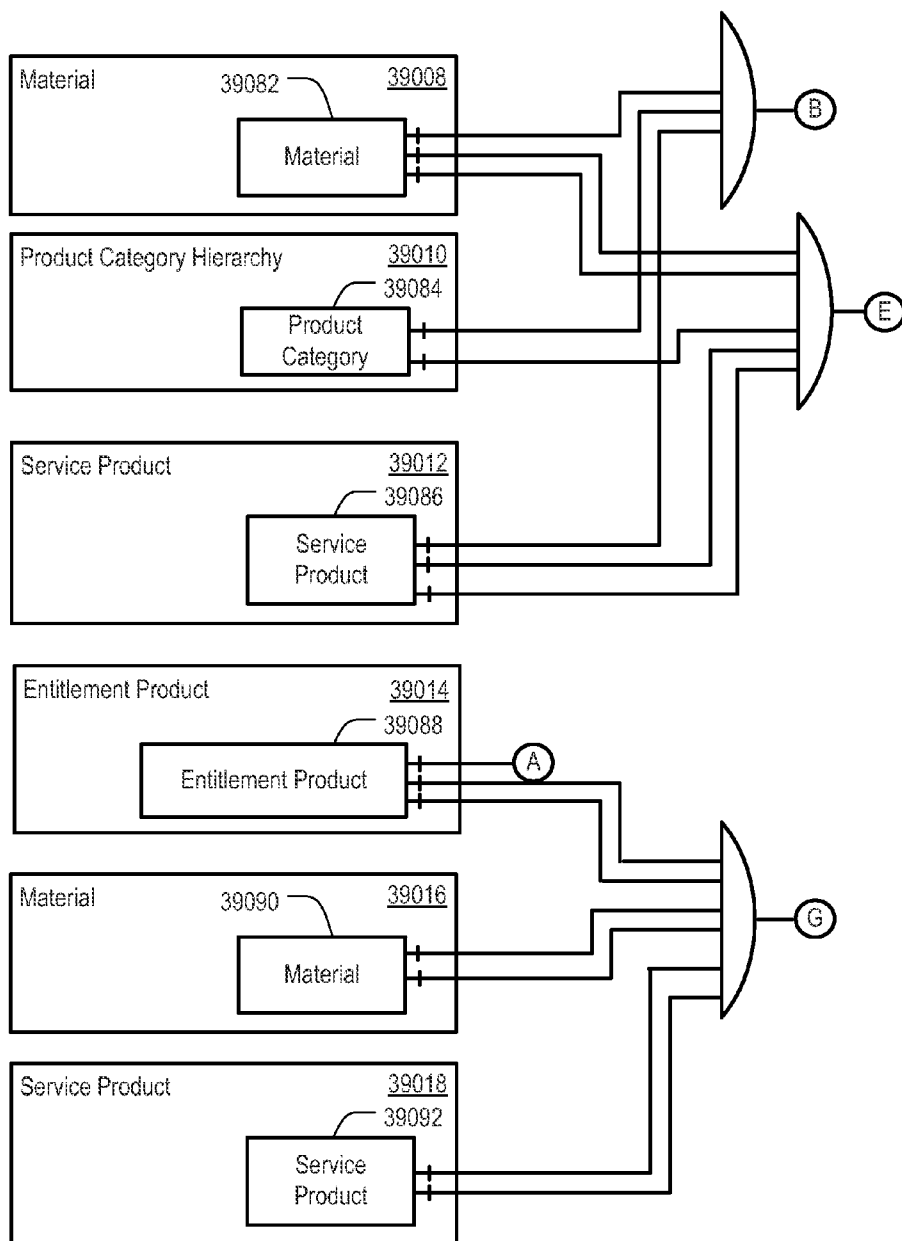 Material 39008
39082
Material
B
Product Category Hierarchy 39010
39084
Product
Category
E
Service Product 39012
39086
Service
Product
Entitlement Product 39014
39088
Entitlement Product
A
Material 39016
39090
Material
G
Service Product 39018
39092
Service
Product